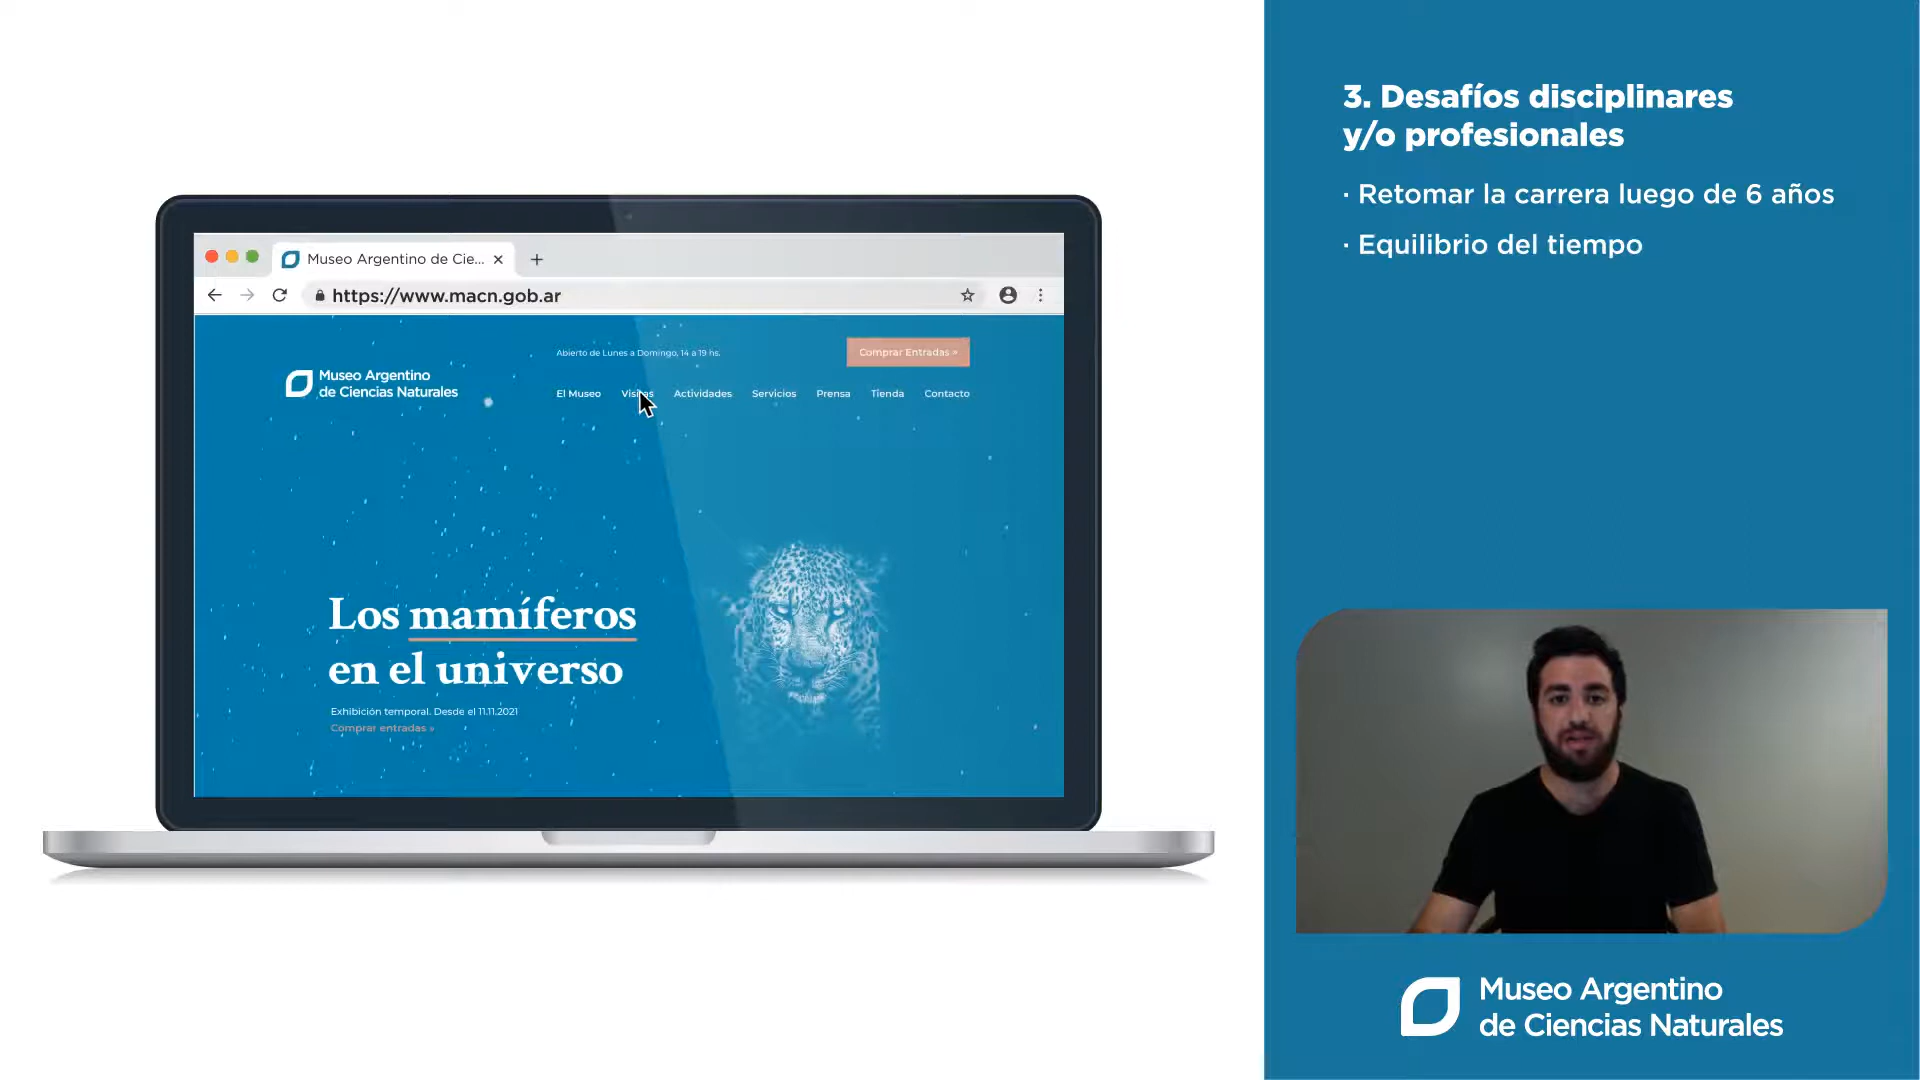 Museo Argentino de Cie...
https://www.macn.gob.ar
Abierto de Lunes a Domingo, 14 a 19 hs.
Comprar Entradas »
Museo Argentino
de Ciencias Naturales
El Museo Visitas Actividades Servicios Prensa Tienda Contacto
Los mamíferos
en el universo
Exhibición temporal. Desde el 11.11.2021
Comprar entradas »
3. Desafíos disciplinares
y/o profesionales
· Retomar la carrera luego de 6 años
· Equilibrio del tiempo
Museo Argentino
de Ciencias Naturales